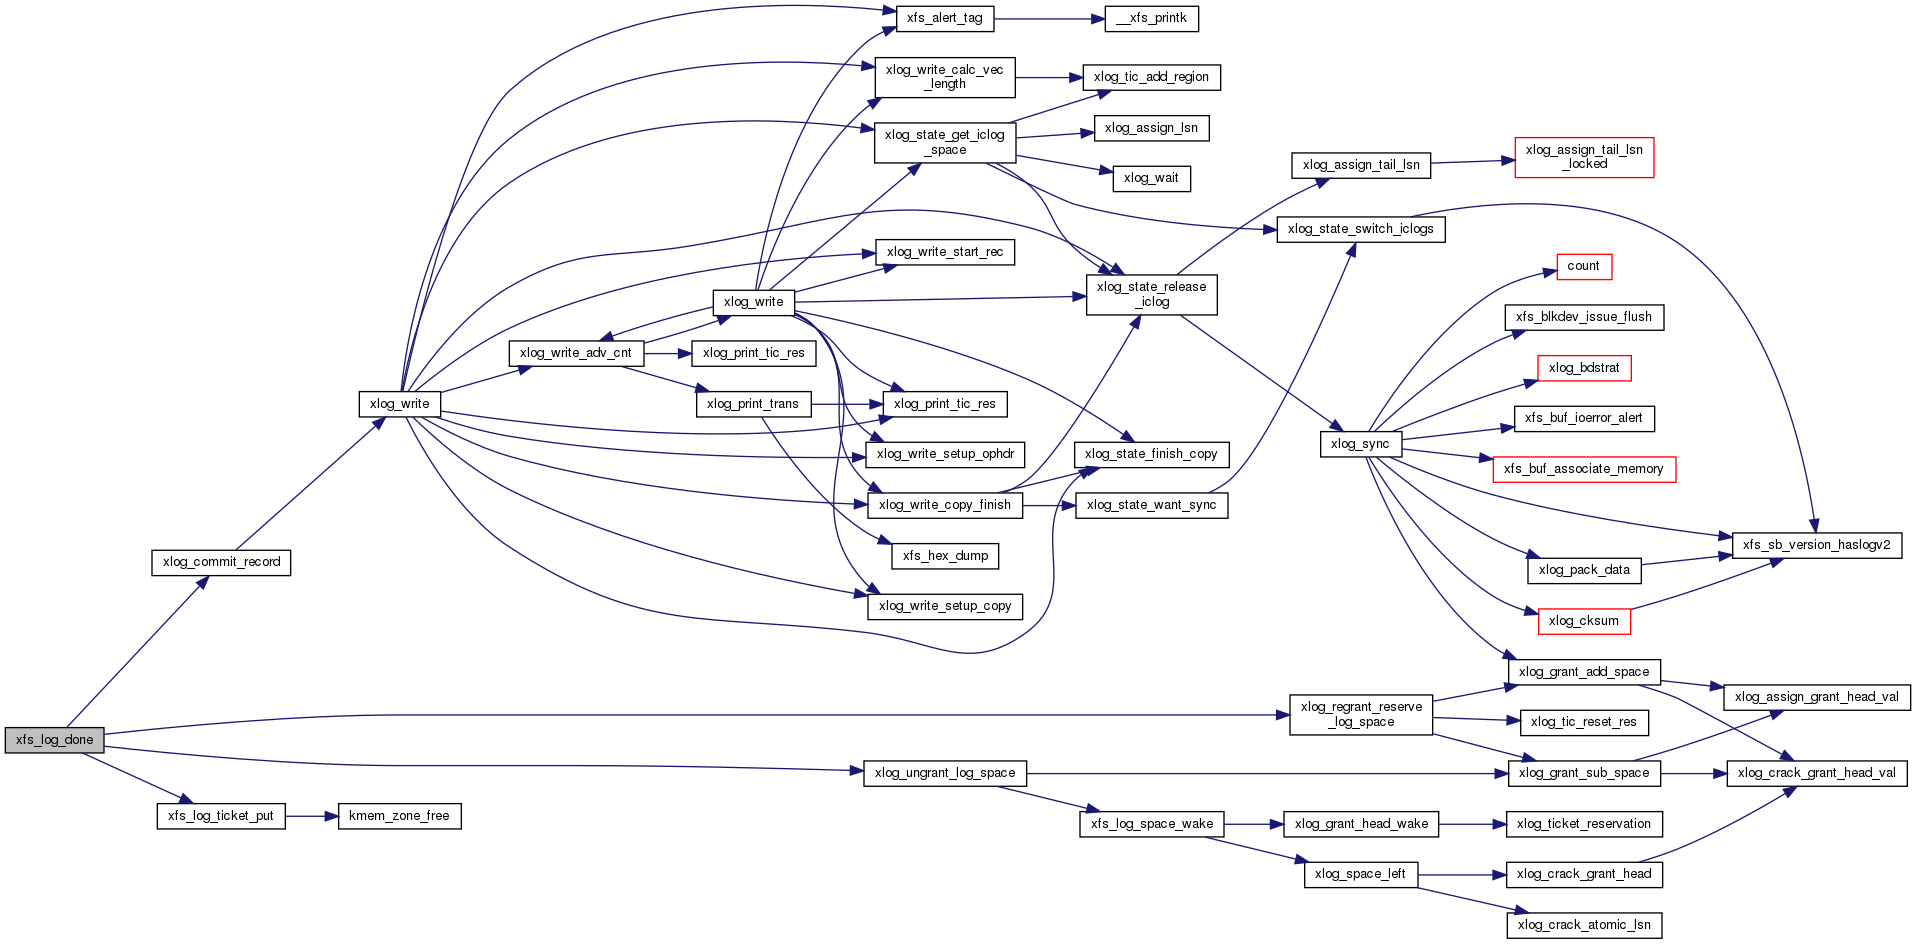 xfs_alert_tag
__xfs_printk
xlog_write_calc_vec
_length
xlog_tic_add_region
xlog_state_get_iclog
_space
xlog_assign_lsn
xlog_wait
xlog_assign_tail_lsn
xlog_assign_tail_lsn
_locked
xlog_state_switch_iclogs
xlog_write_start_rec
count
xlog_write
xlog_state_release
_iclog
xfs_blkdev_issue_flush
xlog_write_adv_cnt
xlog_print_tic_res
xlog_bdstrat
xlog_write
xlog_print_trans
xlog_print_tic_res
xfs_buf_ioerror_alert
xlog_sync
xlog_write_setup_ophdr
xlog_state_finish_copy
xfs_buf_associate_memory
xlog_write_copy_finish
xlog_state_want_sync
xfs_sb_version_haslogv2
xfs_hex_dump
xlog_commit_record
xlog_pack_data
xlog_write_setup_copy
xlog_cksum
xlog_grant_add_space
xlog_assign_grant_head_val
xlog_regrant_reserve
_log_space
xlog_tic_reset_res
xfs_log_done
xlog_ungrant_log_space
xlog_grant_sub_space
xlog_crack_grant_head_val
xfs_log_ticket_put
kmem_zone_free
xfs_log_space_wake
xlog_grant_head_wake
xlog_ticket_reservation
xlog_space_left
xlog_crack_grant_head
xlog_crack_atomic_lsn